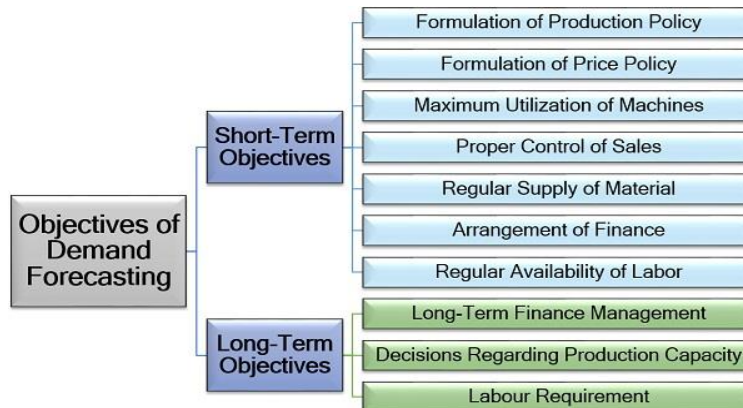 Objectives of
Demand
Forecasting
Short-Term
Objectives
Formulation of Production Policy
Formulation of Price Policy
Maximum Utilization of Machines
Proper Control of Sales
Regular Supply of Material
Arrangement of Finance
Regular Availability of Labor
Long-Term
Objectives
Long-Term Finance Management
Decisions Regarding Production Capacity
Labour Requirement